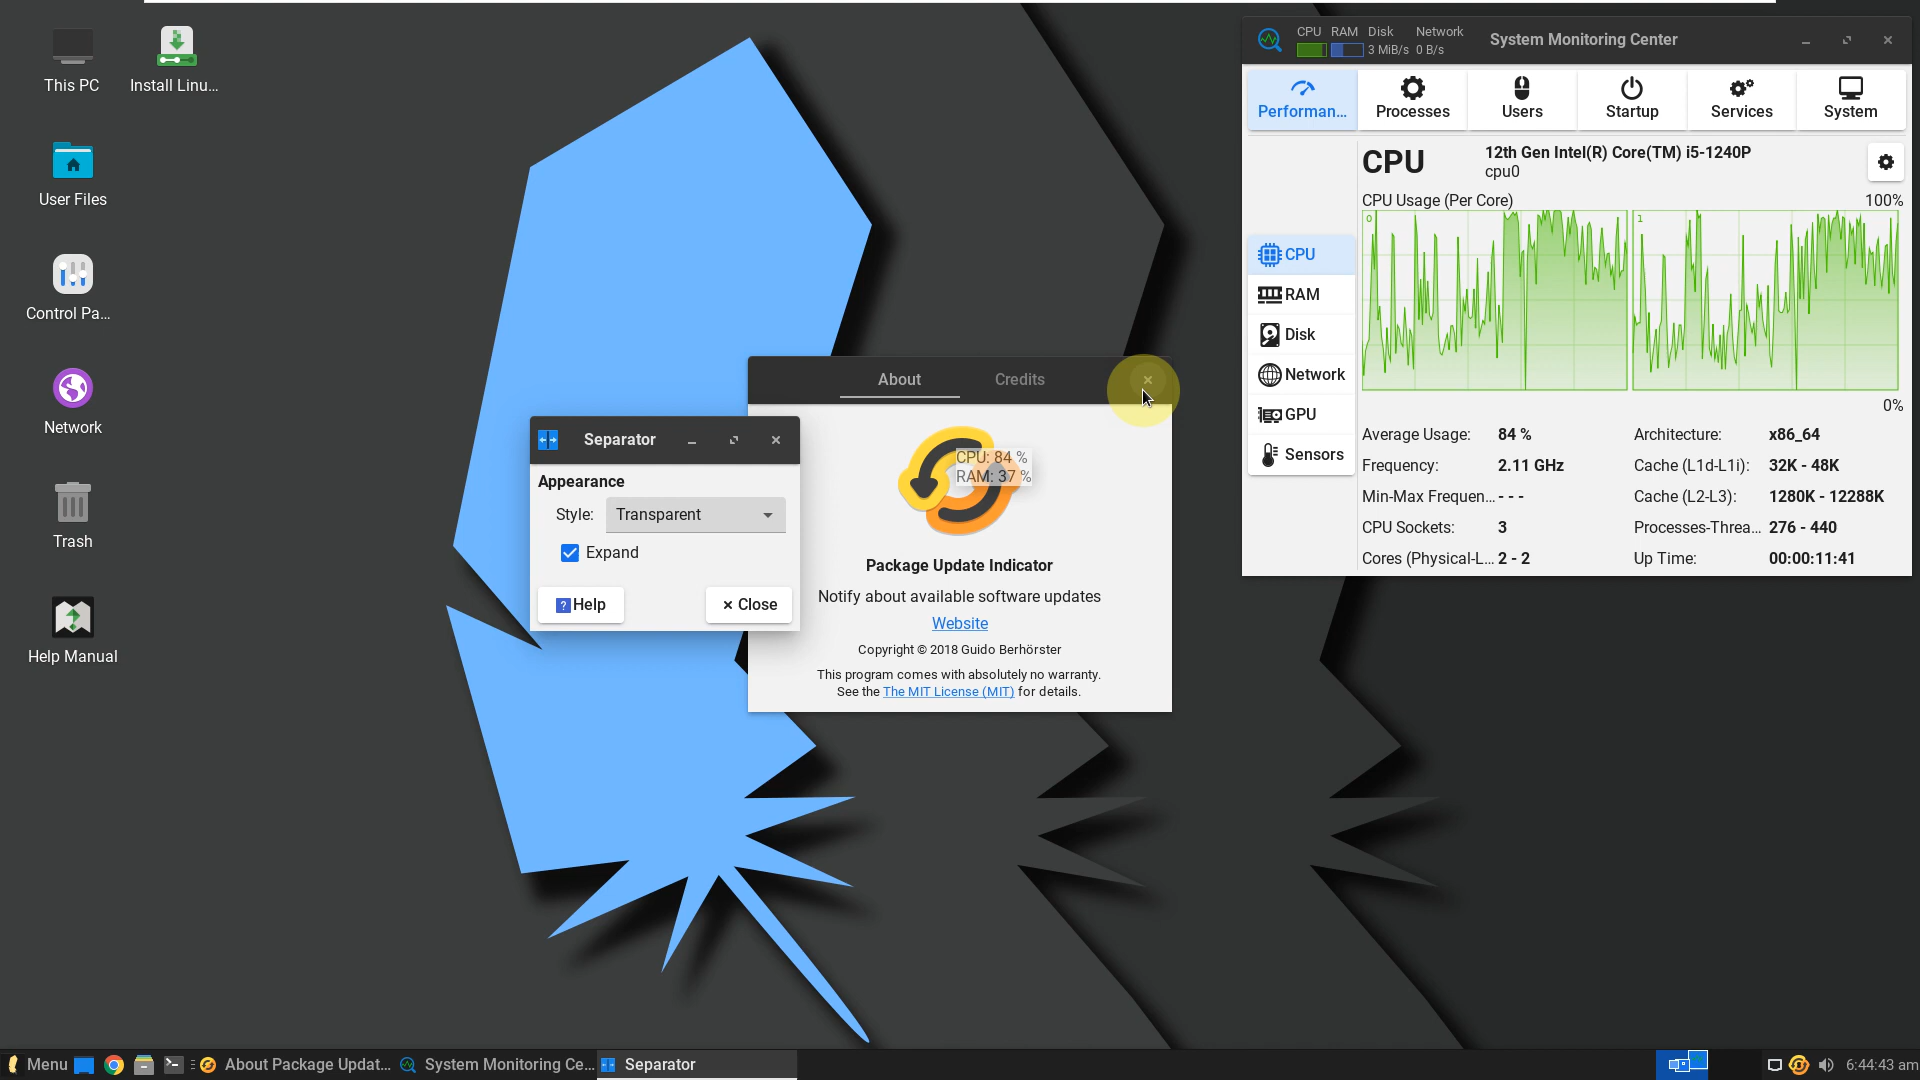 This PC
Install Linu...
User Files
Control Pa...
Network
Trash
Help Manual
CPU RAM Disk Network
3 MiB/s 0 B/s
System Monitoring Center
Performan...
Processes
Users
Startup
Services
System
CPU
12th Gen Intel(R) Core(TM) i5-1240P
cpu0
CPU Usage (Per Core)
100%
0
1
0%
CPU
RAM
Disk
Network
GPU
Sensors
Average Usage: 84 %
Architecture: x86_64
Frequency: 2.11 GHz
Cache (L1d-L1i): 32K - 48K
Min-Max Frequen... - - -
Cache (L2-L3): 1280K - 12288K
CPU Sockets: 3
Processes-Threa... 276 - 440
Cores (Physical-L... 2 - 2
Up Time: 00:00:11:41
About
Credits
CPU: 84 %
RAM: 37 %
Package Update Indicator
Notify about available software updates
Website
Copyright © 2018 Guido Berhörster
This program comes with absolutely no warranty.
See the The MIT License (MIT) for details.
Separator
Appearance
Style: Transparent
Expand
? Help
× Close
Menu
About Package Updat...
System Monitoring Ce...
Separator
6:44:43 am